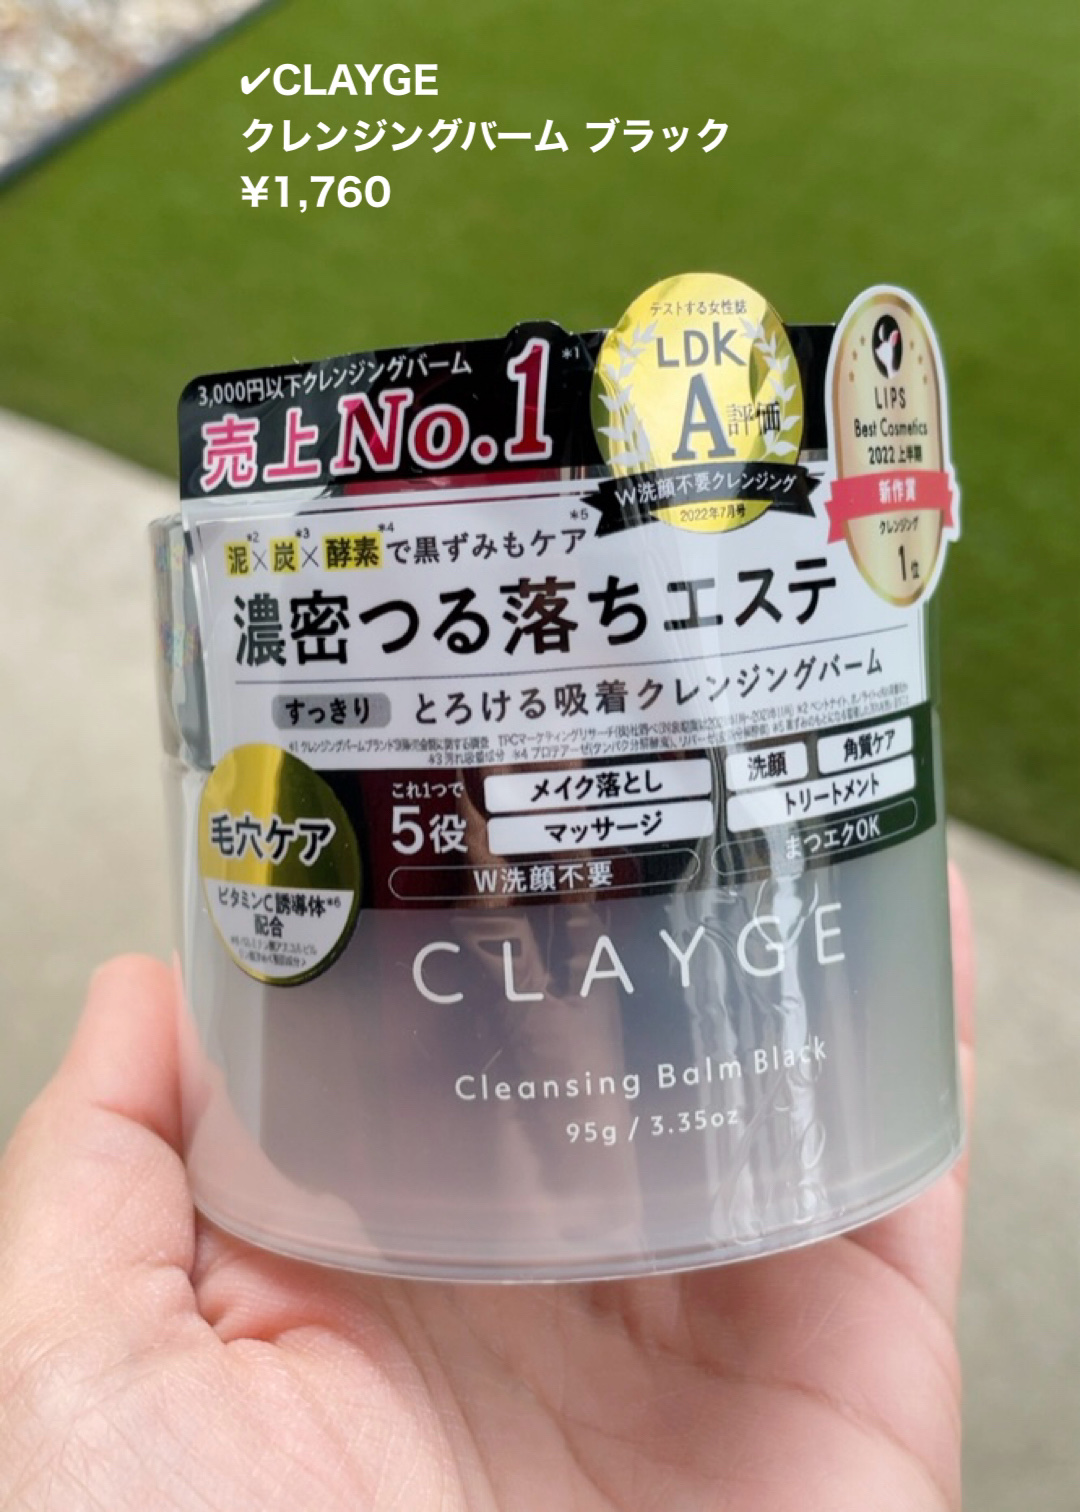 ✔CLAYGE
クレンジングバーム ブラック
¥1,760
3,000円以下クレンジングバーム
売上No.1 *1
テストする女性誌
LDK
A評価
W洗顔不要クレンジング
2022年7月号
LIPS
Best Cosmetics
2022 上半期
新作賞
クレンジング
1位
泥*2×炭*3×酵素*4で黒ずみもケア*5
濃密つる落ちエステ
すっきり とろける吸着クレンジングバーム
これ1つで
5役
メイク落とし
洗顔
角質ケア
マッサージ
トリートメント
W洗顔不要
まつエクOK
毛穴ケア
ビタミンC誘導体*6
配合
CLAYGE
Cleansing Balm Black
95g / 3.35oz